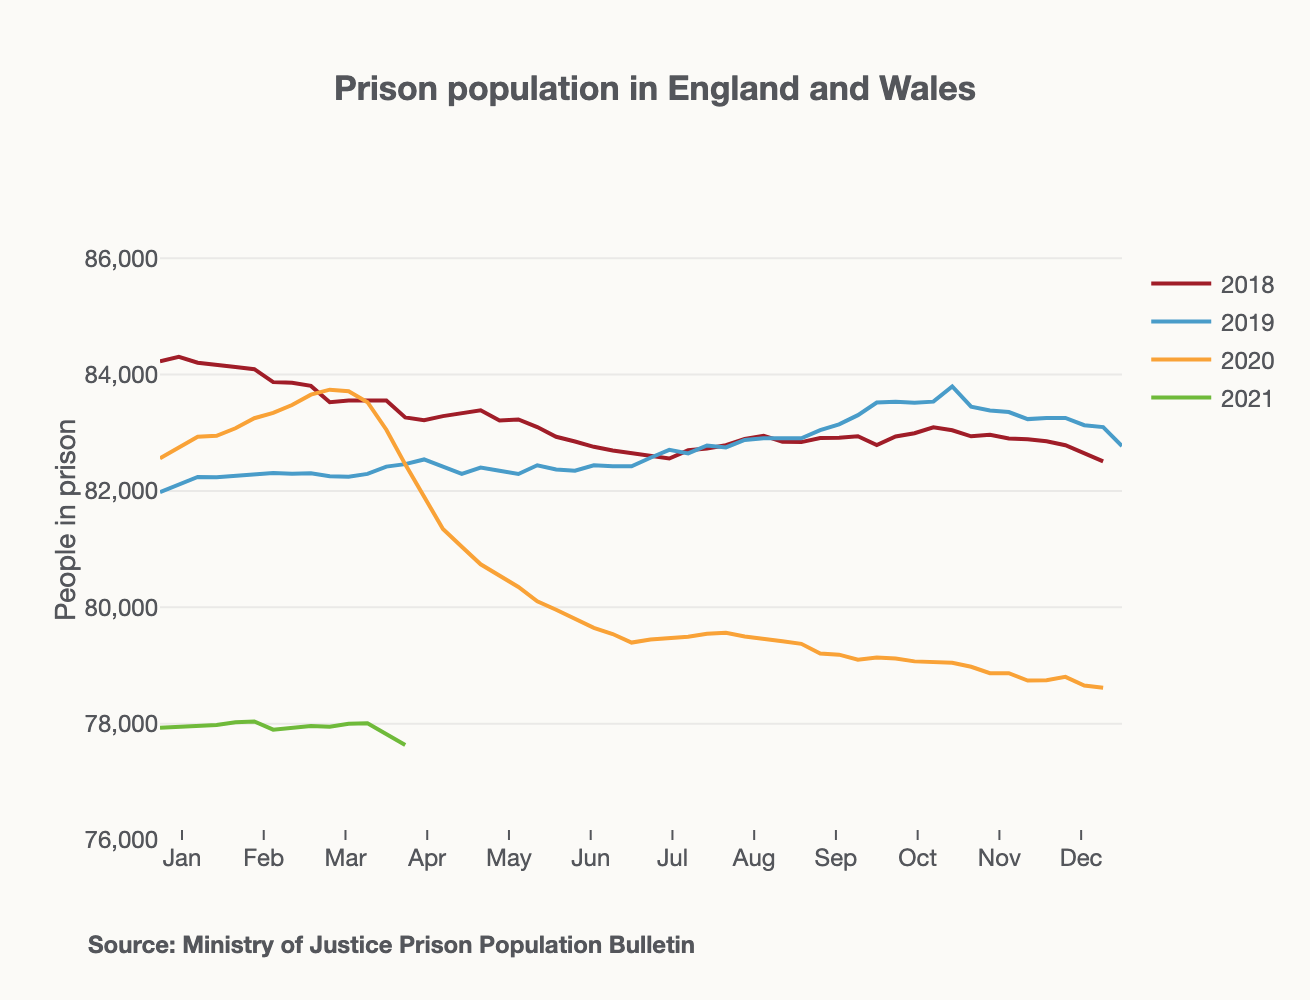 Prison population in England and Wales
86,000
84,000
82,000
80,000
78,000
76,000
People in prison
2018
2019
2020
2021
Jan Feb Mar Apr May Jun Jul Aug Sep Oct Nov Dec
Source: Ministry of Justice Prison Population Bulletin